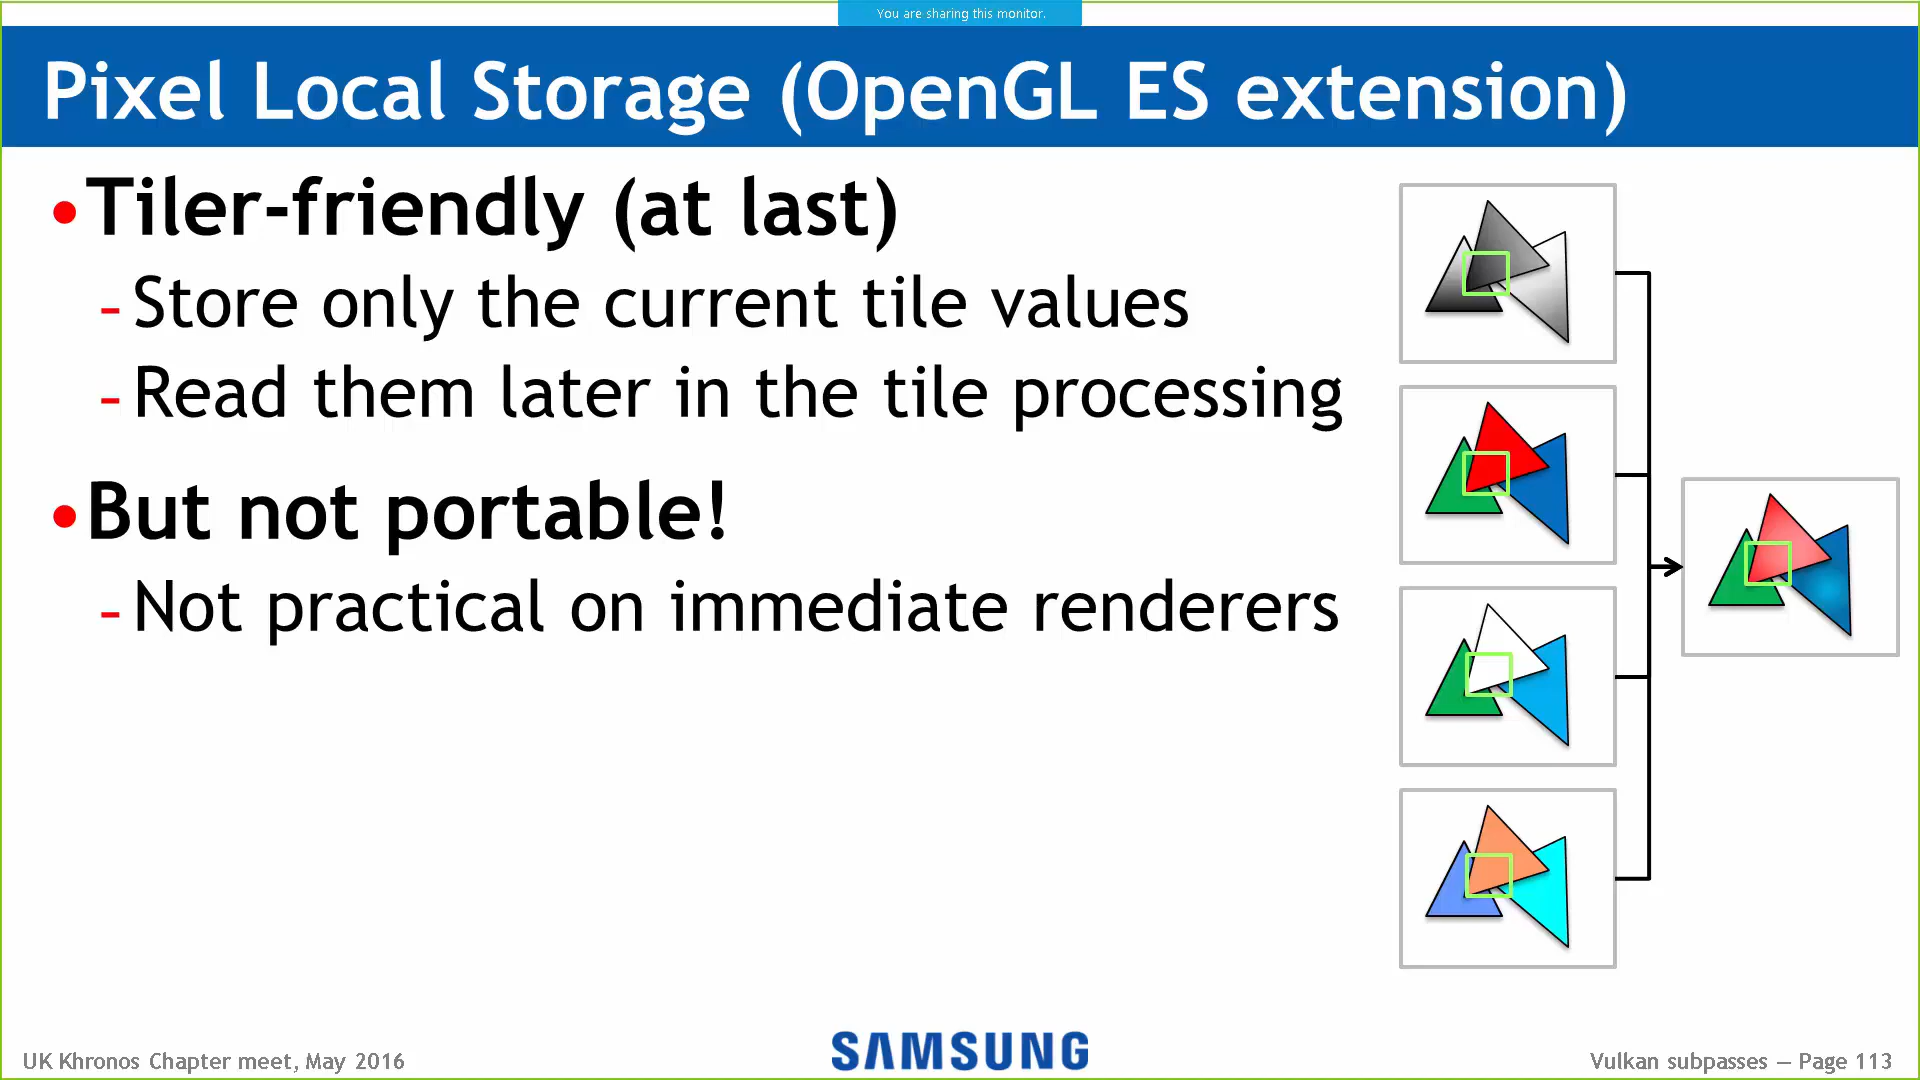 You are sharing this monitor.
Pixel Local Storage (OpenGL ES extension)
•Tiler-friendly (at last)
-Store only the current tile values
-Read them later in the tile processing
•But not portable!
-Not practical on immediate renderers
SAMSUNG
UK Khronos Chapter meet, May 2016
Vulkan subpasses — Page 113